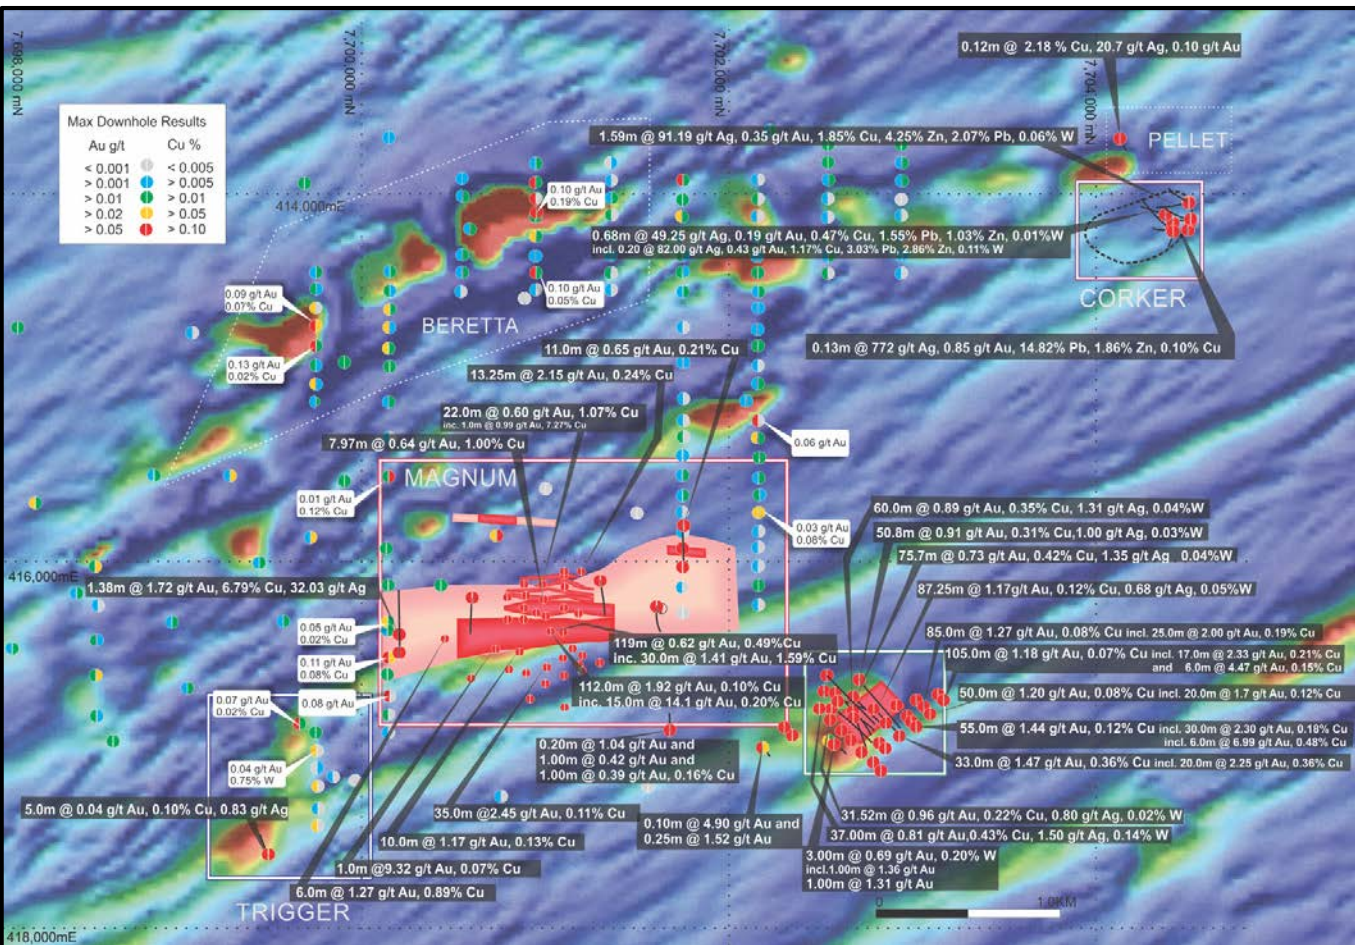 7,698,000 mN
7,700,000 mN
7,702,000 mN
7,704,000 mN
0.12m @ 2.18 % Cu, 20.7 g/t Ag, 0.10 g/t Au
Max Downhole Results
Au g/t Cu %
< 0.001 < 0.005
> 0.001 > 0.005
> 0.01 > 0.01
> 0.02 > 0.05
> 0.05 > 0.10
1.59m @ 91.19 g/t Ag, 0.35 g/t Au, 1.85% Cu, 4.25% Zn, 2.07% Pb, 0.06% W
PELLET
414,000mE
0.10 g/t Au
0.19% Cu
0.68m @ 49.25 g/t Ag, 0.19 g/t Au, 0.47% Cu, 1.55% Pb, 1.03% Zn, 0.01%W
incl. 0.20 @ 82.00 g/t Ag, 0.43 g/t Au, 1.17% Cu, 3.03% Pb, 2.86% Zn, 0.11% W
0.09 g/t Au
0.07% Cu
0.10 g/t Au
0.05% Cu
CORKER
BERETTA
0.13 g/t Au
0.02% Cu
11.0m @ 0.65 g/t Au, 0.21% Cu
0.13m @ 772 g/t Ag, 0.85 g/t Au, 14.82% Pb, 1.86% Zn, 0.10% Cu
13.25m @ 2.15 g/t Au, 0.24% Cu
22.0m @ 0.60 g/t Au, 1.07% Cu
inc. 1.0m @ 0.99 g/t Au, 7.27% Cu
7.97m @ 0.64 g/t Au, 1.00% Cu
0.06 g/t Au
MAGNUM
0.01 g/t Au
0.12% Cu
0.03 g/t Au
0.08% Cu
60.0m @ 0.89 g/t Au, 0.35% Cu, 1.31 g/t Ag, 0.04%W
50.8m @ 0.91 g/t Au, 0.31% Cu,1.00 g/t Ag, 0.03%W
75.7m @ 0.73 g/t Au, 0.42% Cu, 1.35 g/t Ag 0.04%W
416,000mE
1.38m @ 1.72 g/t Au, 6.79% Cu, 32.03 g/t Ag
87.25m @ 1.17g/t Au, 0.12% Cu, 0.68 g/t Ag, 0.05%W
0.05 g/t Au
0.02% Cu
119m @ 0.62 g/t Au, 0.49%Cu
inc. 30.0m @ 1.41 g/t Au, 1.59% Cu
85.0m @ 1.27 g/t Au, 0.08% Cu incl. 25.0m @ 2.00 g/t Au, 0.19% Cu
105.0m @ 1.18 g/t Au, 0.07% Cu incl. 17.0m @ 2.33 g/t Au, 0.21% Cu
and 6.0m @ 4.47 g/t Au, 0.15% Cu
0.11 g/t Au
0.08% Cu
112.0m @ 1.92 g/t Au, 0.10% Cu
inc. 15.0m @ 14.1 g/t Au, 0.20% Cu
50.0m @ 1.20 g/t Au, 0.08% Cu incl. 20.0m @ 1.7 g/t Au, 0.12% Cu
0.07 g/t Au
0.02% Cu
0.08 g/t Au
55.0m @ 1.44 g/t Au, 0.12% Cu incl. 30.0m @ 2.30 g/t Au, 0.18% Cu
incl. 6.0m @ 6.99 g/t Au, 0.48% Cu
0.20m @ 1.04 g/t Au and
1.00m @ 0.42 g/t Au and
1.00m @ 0.39 g/t Au, 0.16% Cu
33.0m @ 1.47 g/t Au, 0.36% Cu incl. 20.0m @ 2.25 g/t Au, 0.36% Cu
0.04 g/t Au
0.75% W
5.0m @ 0.04 g/t Au, 0.10% Cu, 0.83 g/t Ag
35.0m @2.45 g/t Au, 0.11% Cu
0.10m @ 4.90 g/t Au and
0.25m @ 1.52 g/t Au
31.52m @ 0.96 g/t Au, 0.22% Cu, 0.80 g/t Ag, 0.02% W
37.00m @ 0.81 g/t Au,0.43% Cu, 1.50 g/t Ag, 0.14% W
10.0m @ 1.17 g/t Au, 0.13% Cu
3.00m @ 0.69 g/t Au, 0.20% W
incl.1.00m @ 1.36 g/t Au
1.00m @ 1.31 g/t Au
1.0m @9.32 g/t Au, 0.07% Cu
6.0m @ 1.27 g/t Au, 0.89% Cu
TRIGGER
0 1.0KM
418,000mE